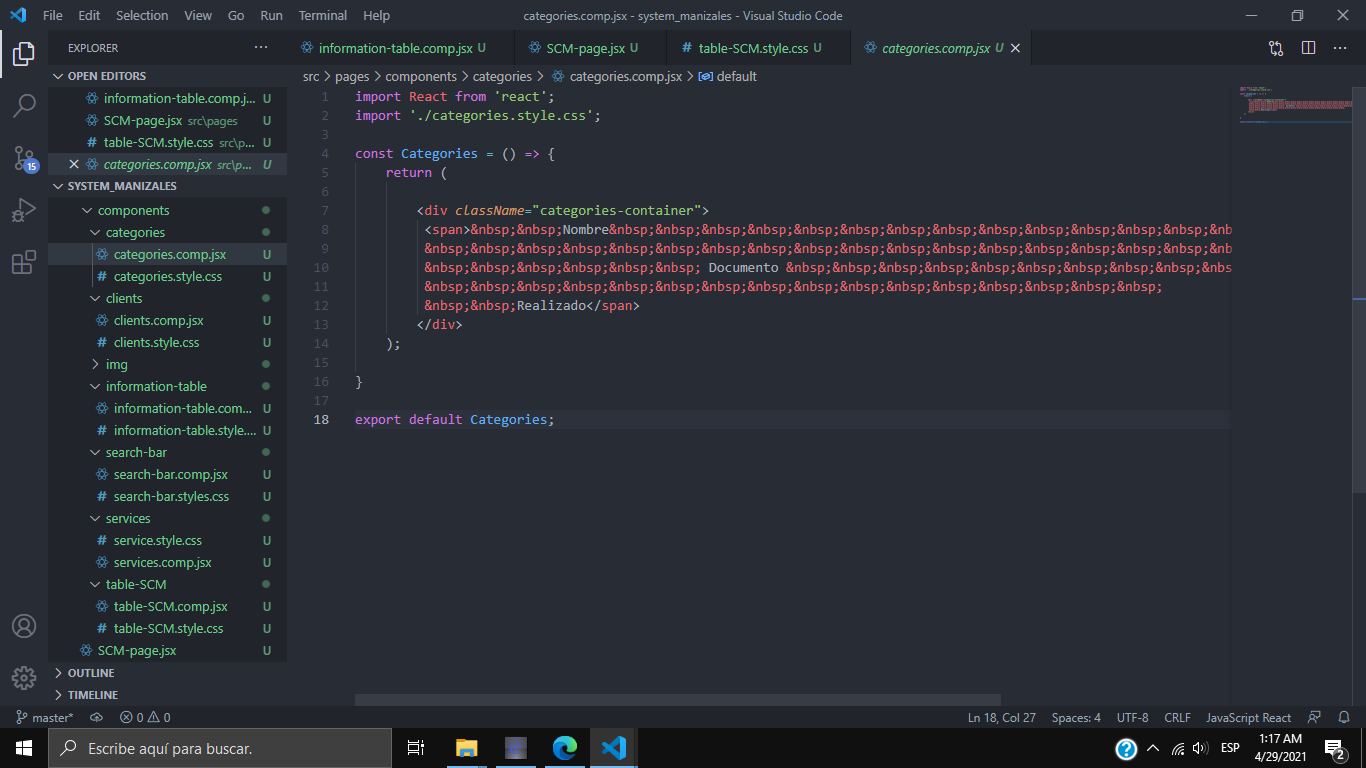 File Edit Selection View Go Run Terminal Help
categories.comp.jsx - system_manizales - Visual Studio Code
EXPLORER
OPEN EDITORS
information-table.comp.j... U
SCM-page.jsx src\pages U
table-SCM.style.css src\p... U
categories.comp.jsx src\p... U
SYSTEM_MANIZALES
components
categories
categories.comp.jsx U
categories.style.css U
clients
clients.comp.jsx U
clients.style.css U
img
information-table
information-table.com... U
information-table.style.... U
search-bar
search-bar.comp.jsx U
search-bar.styles.css U
services
service.style.css U
services.comp.jsx U
table-SCM
table-SCM.comp.jsx U
table-SCM.style.css U
SCM-page.jsx U
OUTLINE
TIMELINE
15
information-table.comp.jsx U
SCM-page.jsx U
table-SCM.style.css U
categories.comp.jsx U
src > pages > components > categories > categories.comp.jsx > default
1 import React from 'react';
2 import './categories.style.css';
3
4 const Categories = () => {
5 return (
6
7 <div className="categories-container">
8 <span>&nbsp;&nbsp;Nombre&nbsp;&nbsp;&nbsp;&nbsp;&nbsp;&nbsp;&nbsp;&nbsp;&nbsp;&nbsp;&nbsp;&nbsp;&nbsp;&nb
9 &nbsp;&nbsp;&nbsp;&nbsp;&nbsp;&nbsp;&nbsp;&nbsp;&nbsp;&nbsp;&nbsp;&nbsp;&nbsp;&nbsp;&nbsp;&nbsp;&nbsp;&nb
10 &nbsp;&nbsp;&nbsp;&nbsp;&nbsp;&nbsp; Documento &nbsp;&nbsp;&nbsp;&nbsp;&nbsp;&nbsp;&nbsp;&nbsp;&nbsp;&nbs
11 &nbsp;&nbsp;&nbsp;&nbsp;&nbsp;&nbsp;&nbsp;&nbsp;&nbsp;&nbsp;&nbsp;&nbsp;&nbsp;&nbsp;&nbsp;&nbsp;
12 &nbsp;&nbsp;Realizado</span>
13 </div>
14 );
15
16 }
17
18 export default Categories;
master* 0 0
Ln 18, Col 27 Spaces: 4 UTF-8 CRLF JavaScript React
Escribe aquí para buscar.
ESP
1:17 AM
4/29/2021
2